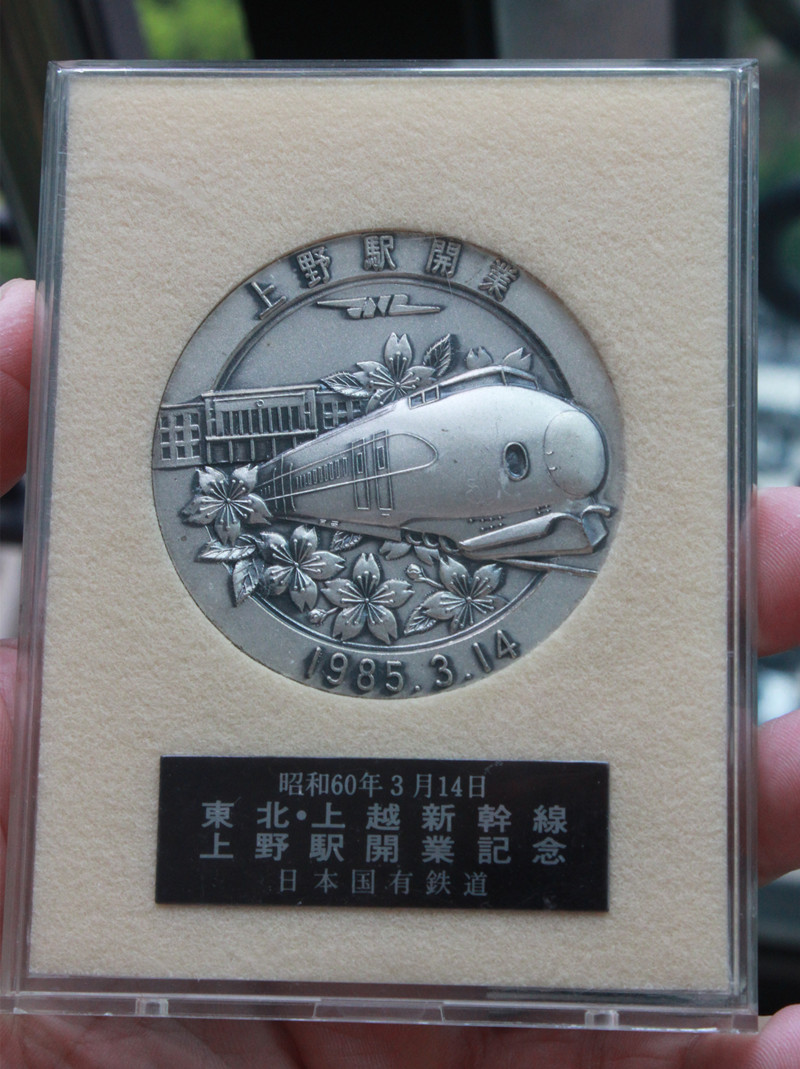 上野駅開業
JNR
1985.3.14
昭和60年3月14日
東北・上越新幹線
上野駅開業記念
日本国有鉄道